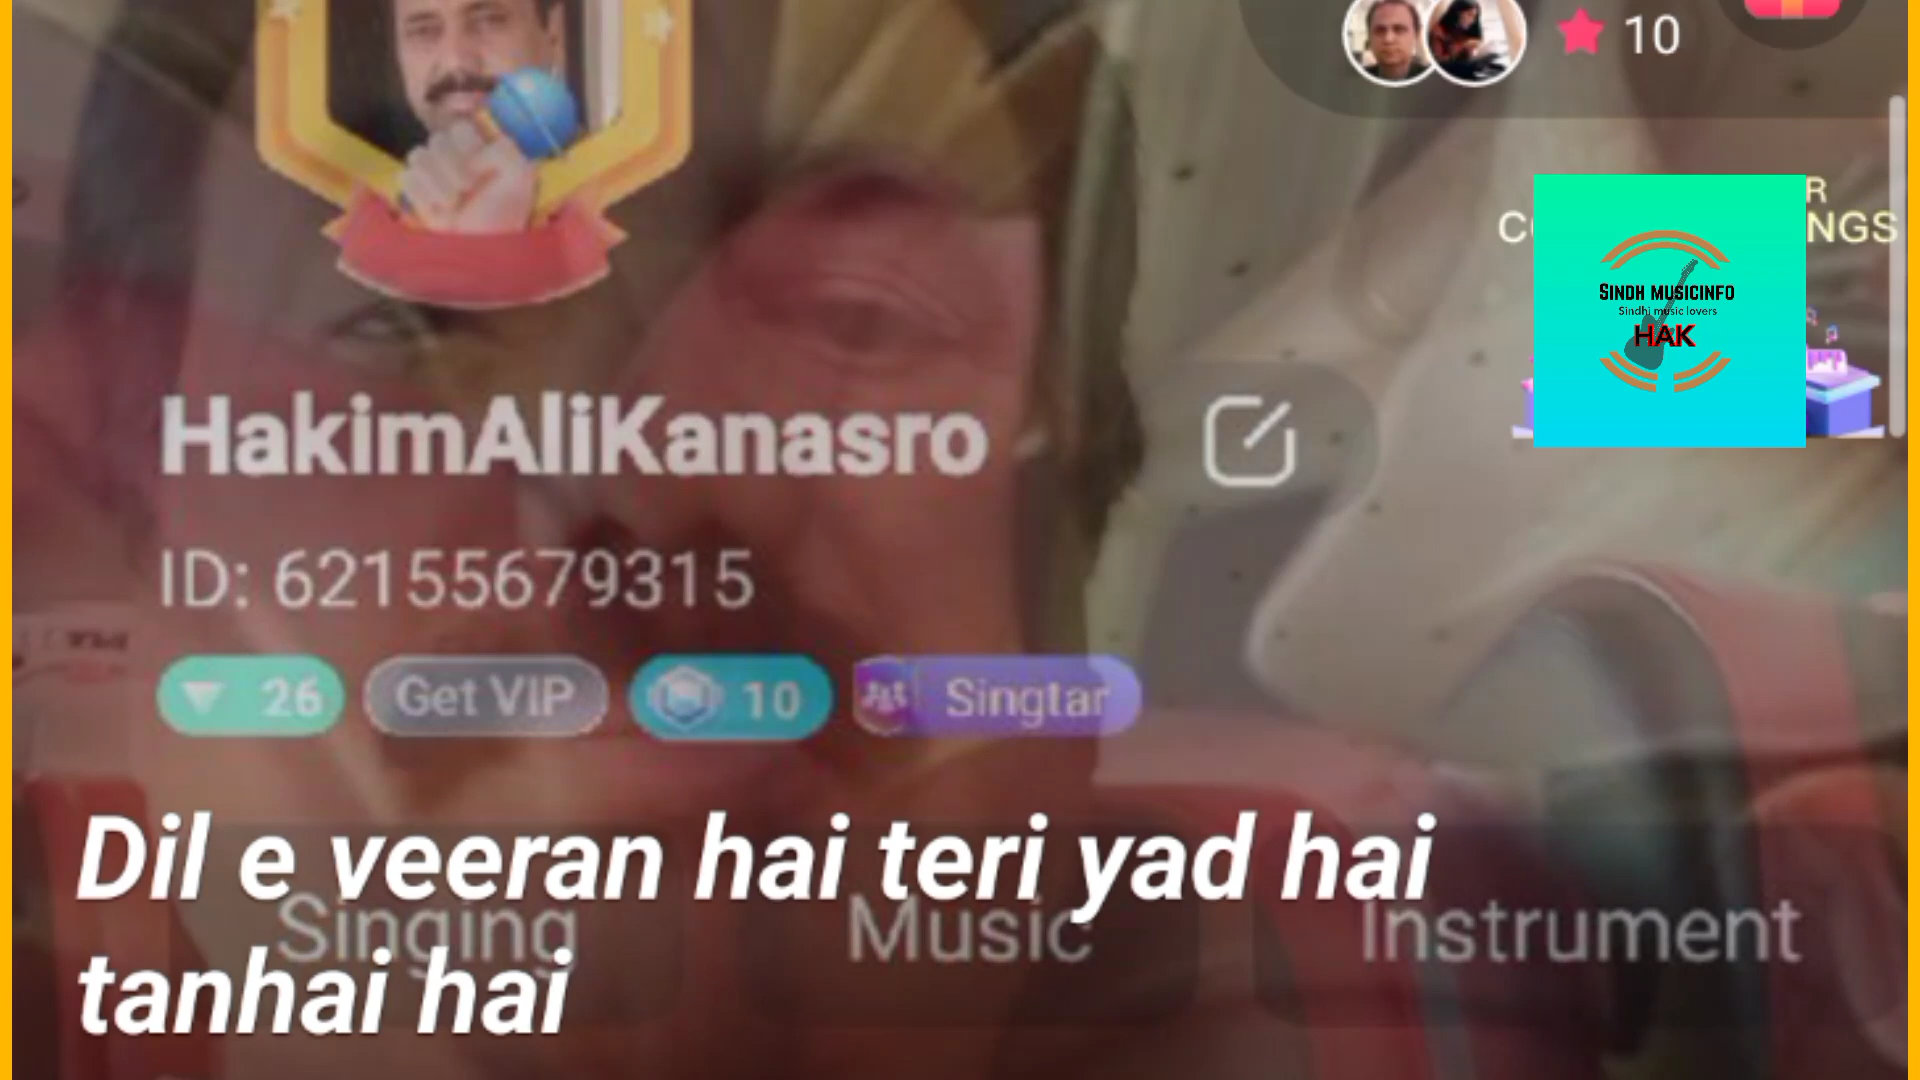 10
R
C
NGS
SINDH MUSICINFO
Sindhi music lovers
HAK
HakimAliKanasro
ID: 62155679315
26 Get VIP 10 Singtar
Dil e veeran hai teri yad hai
Singing Music Instrument
tanhai hai